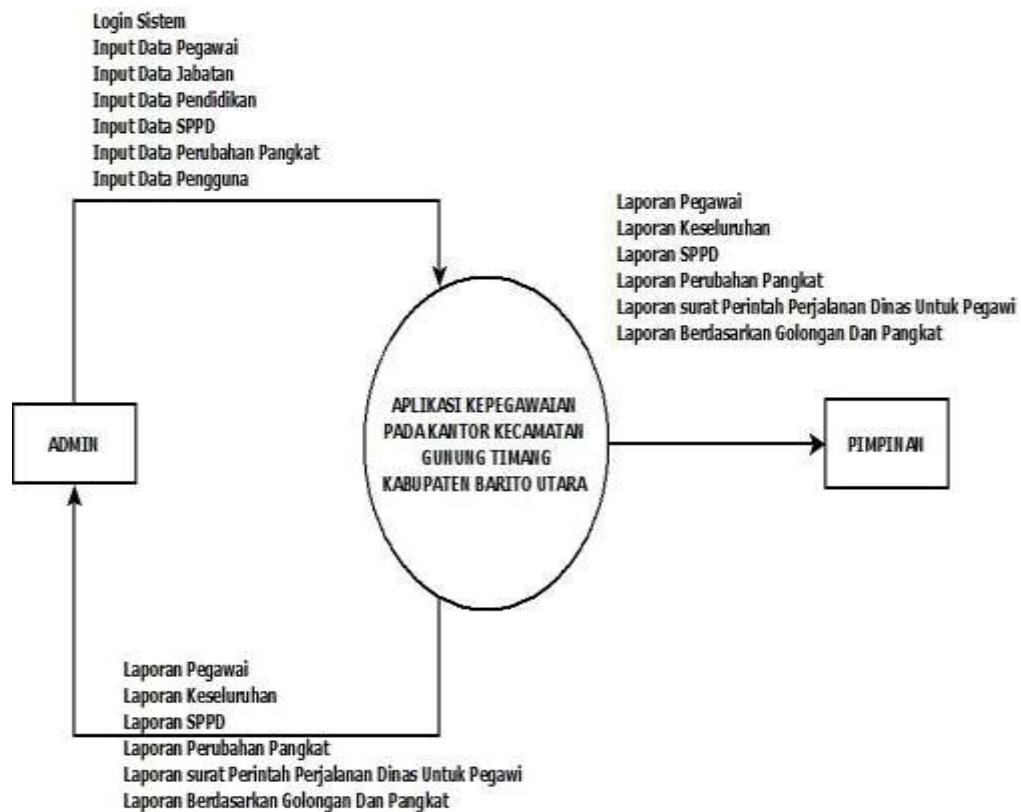 Login Sistem
Input Data Pegawai
Input Data Jabatan
Input Data Pendidikan
Input Data SPPD
Input Data Perubahan Pangkat
Input Data Pengguna
Laporan Pegawai
Laporan Keseluruhan
Laporan SPPD
Laporan Perubahan Pangkat
Laporan surat Perintah Perjalanan Dinas Untuk Pegawi
Laporan Berdasarkan Golongan Dan Pangkat
ADMIN
APLIKASI KEPEGAWAIAN
PADA KANTOR KECAMATAN
GUNUNG TIMANG
KABUPATEN BARITO UTARA
PIMPINAN
Laporan Pegawai
Laporan Keseluruhan
Laporan SPPD
Laporan Perubahan Pangkat
Laporan surat Perintah Perjalanan Dinas Untuk Pegawi
Laporan Berdasarkan Golongan Dan Pangkat